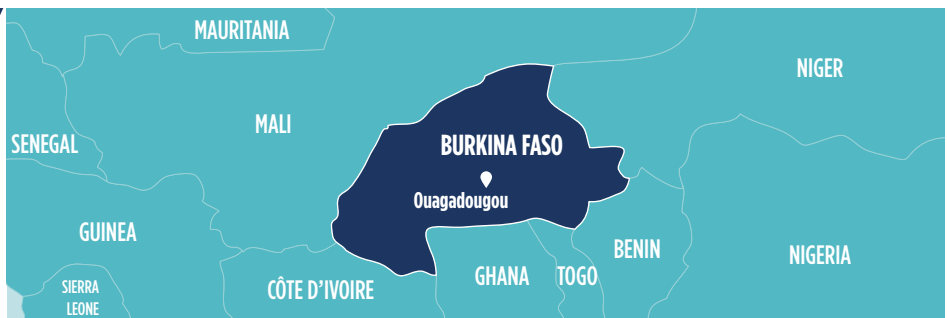 MAURITANIA
NIGER
MALI
SENEGAL
BURKINA FASO
Ouagadougou
GUINEA
BENIN
NIGERIA
GHANA
TOGO
CÔTE D'IVOIRE
SIERRA
LEONE